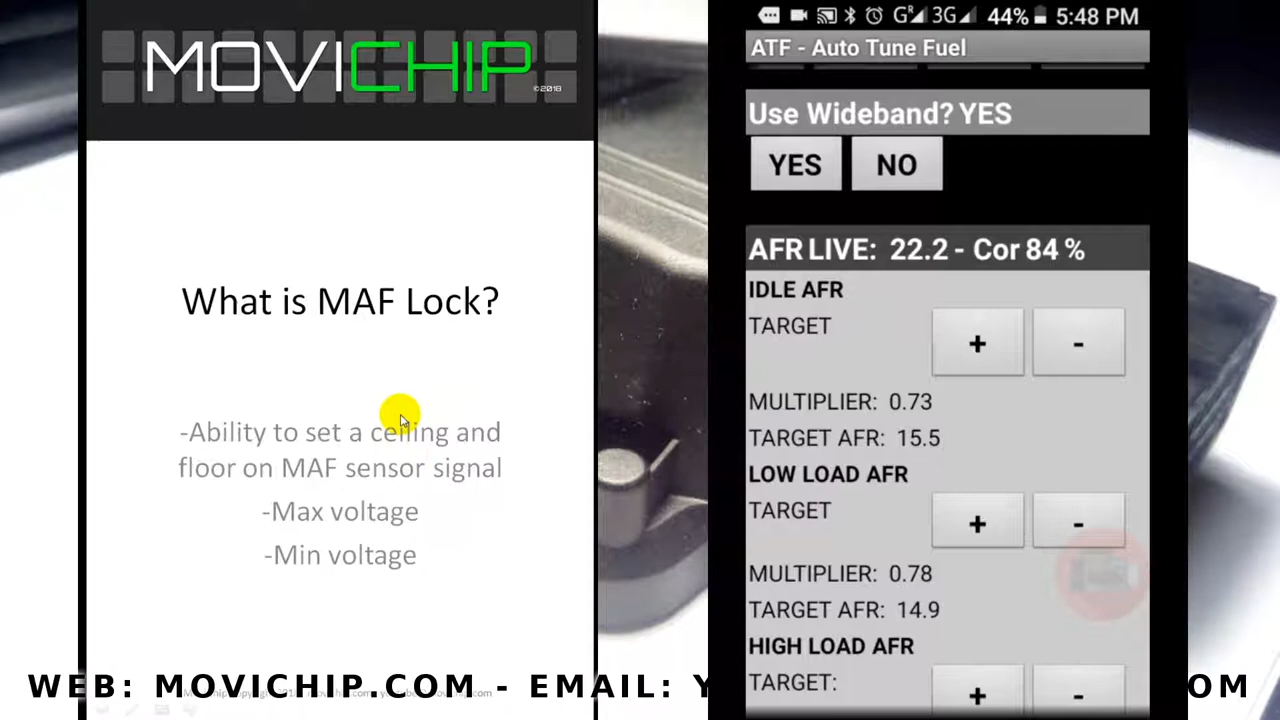 MOVICHIP
©2018
What is MAF Lock?
-Ability to set a ceiling and
floor on MAF sensor signal
-Max voltage
-Min voltage
44% 5:48 PM
ATF - Auto Tune Fuel
Use Wideband? YES
YES NO
AFR LIVE: 22.2 - Cor 84 %
IDLE AFR
TARGET + -
MULTIPLIER: 0.73
TARGET AFR: 15.5
LOW LOAD AFR
TARGET + -
MULTIPLIER: 0.78
TARGET AFR: 14.9
HIGH LOAD AFR
TARGET: + -
WEB: MOVICHIP.COM - EMAIL: Y OM